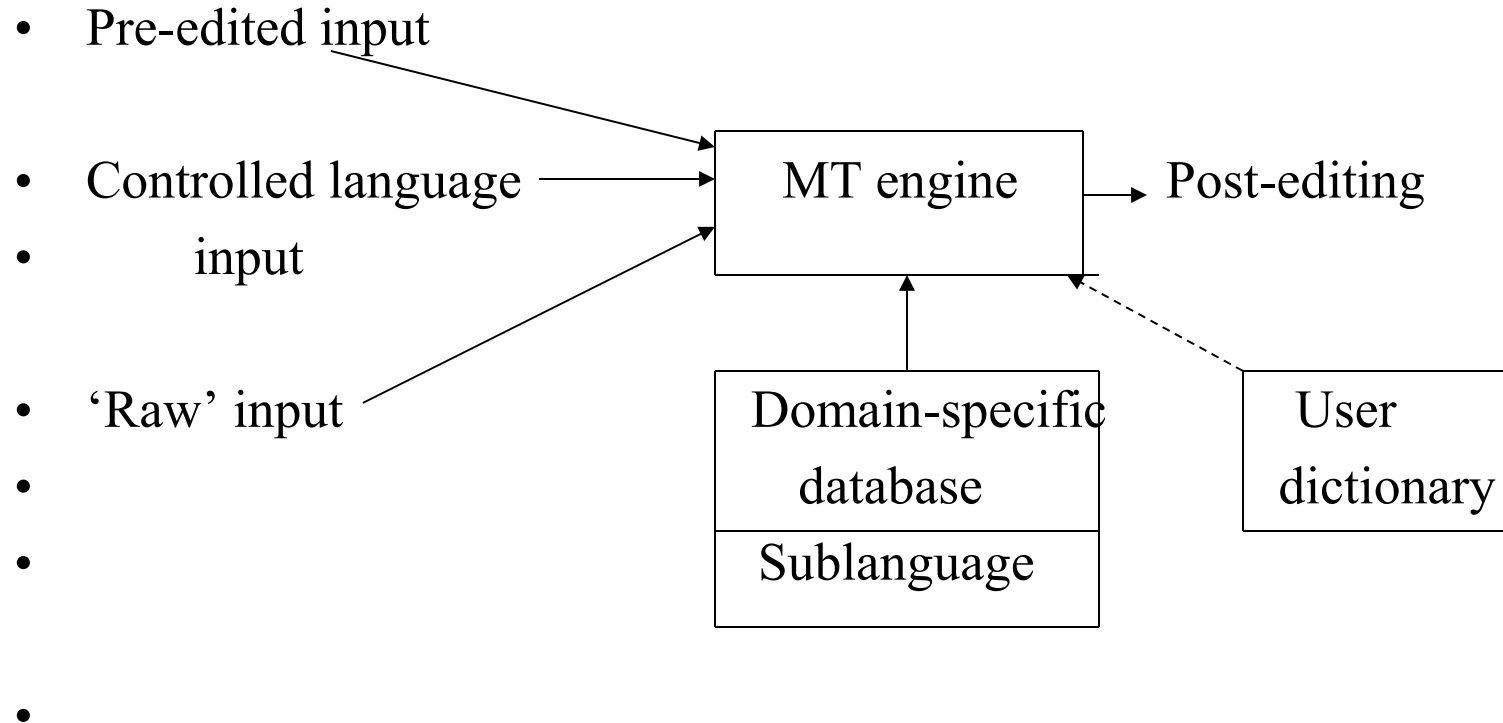 • Pre-edited input
• Controlled language
• input
MT engine
Post-editing
• ‘Raw’ input
•
•
•
Domain-specific
database
Sublanguage
User
dictionary